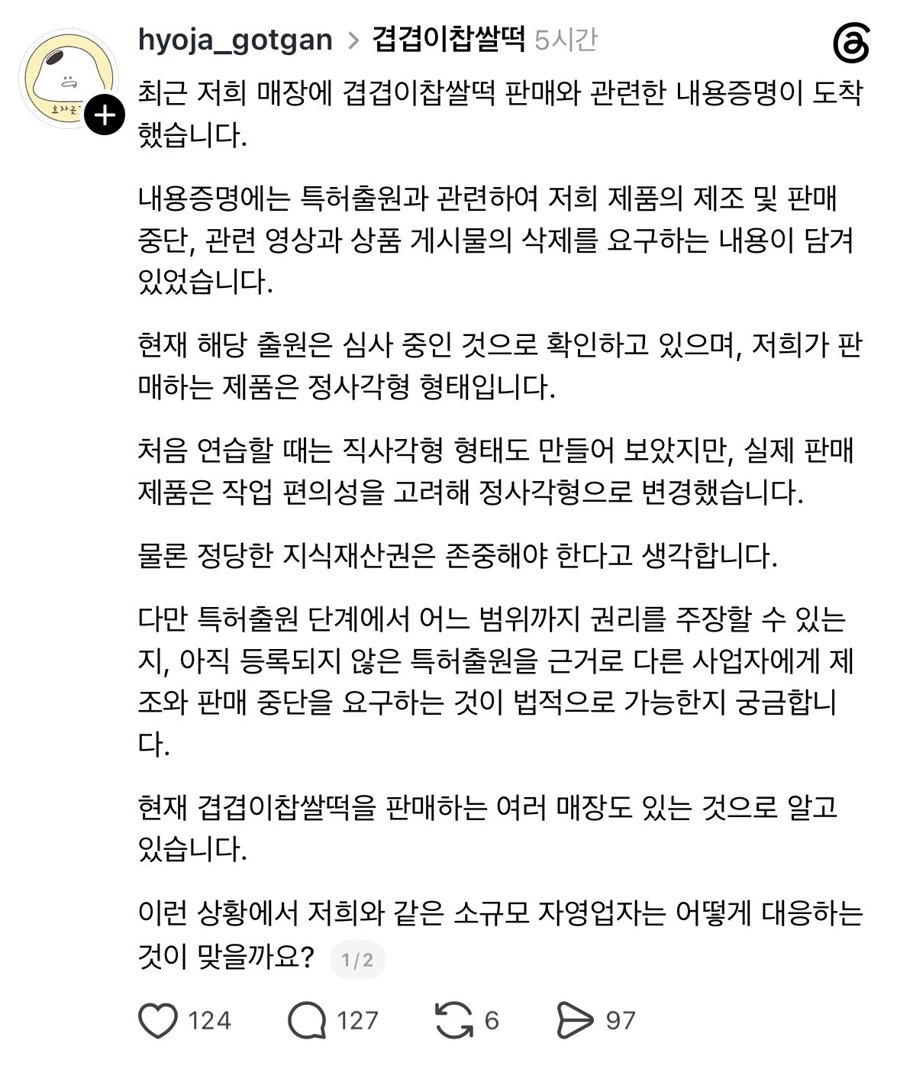 hyoja_gotgan > 겹겹이찹쌀떡 5시간
최근 저희 매장에 겹겹이찹쌀떡 판매와 관련한 내용증명이 도착
했습니다.
내용증명에는 특허출원과 관련하여 저희 제품의 제조 및 판매
중단, 관련 영상과 상품 게시물의 삭제를 요구하는 내용이 담겨
있었습니다.
현재 해당 출원은 심사 중인 것으로 확인하고 있으며, 저희가 판
매하는 제품은 정사각형 형태입니다.
처음 연습할 때는 직사각형 형태도 만들어 보았지만, 실제 판매
제품은 작업 편의성을 고려해 정사각형으로 변경했습니다.
물론 정당한 지식재산권은 존중해야 한다고 생각합니다.
다만 특허출원 단계에서 어느 범위까지 권리를 주장할 수 있는
지, 아직 등록되지 않은 특허출원을 근거로 다른 사업자에게 제
조와 판매 중단을 요구하는 것이 법적으로 가능한지 궁금합니
다.
현재 겹겹이찹쌀떡을 판매하는 여러 매장도 있는 것으로 알고
있습니다.
이런 상황에서 저희와 같은 소규모 자영업자는 어떻게 대응하는
것이 맞을까요? 1/2
124 127 6 97